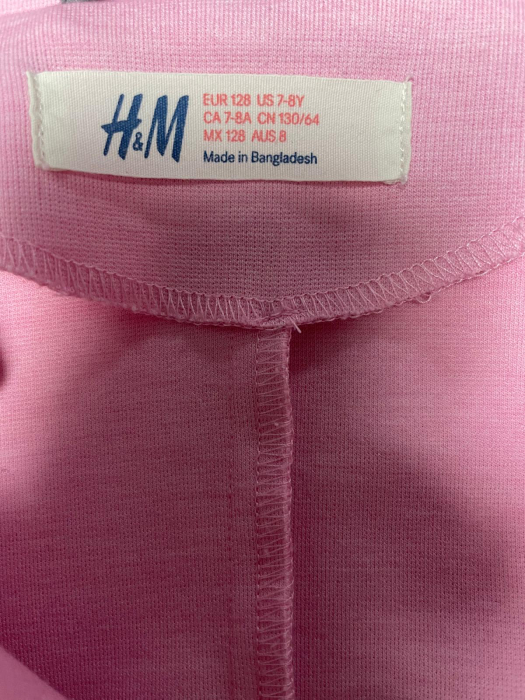 H&M
EUR 128 US 7-8Y
CA 7-8A CN 130/64
MX 128 AUS 8
Made in Bangladesh